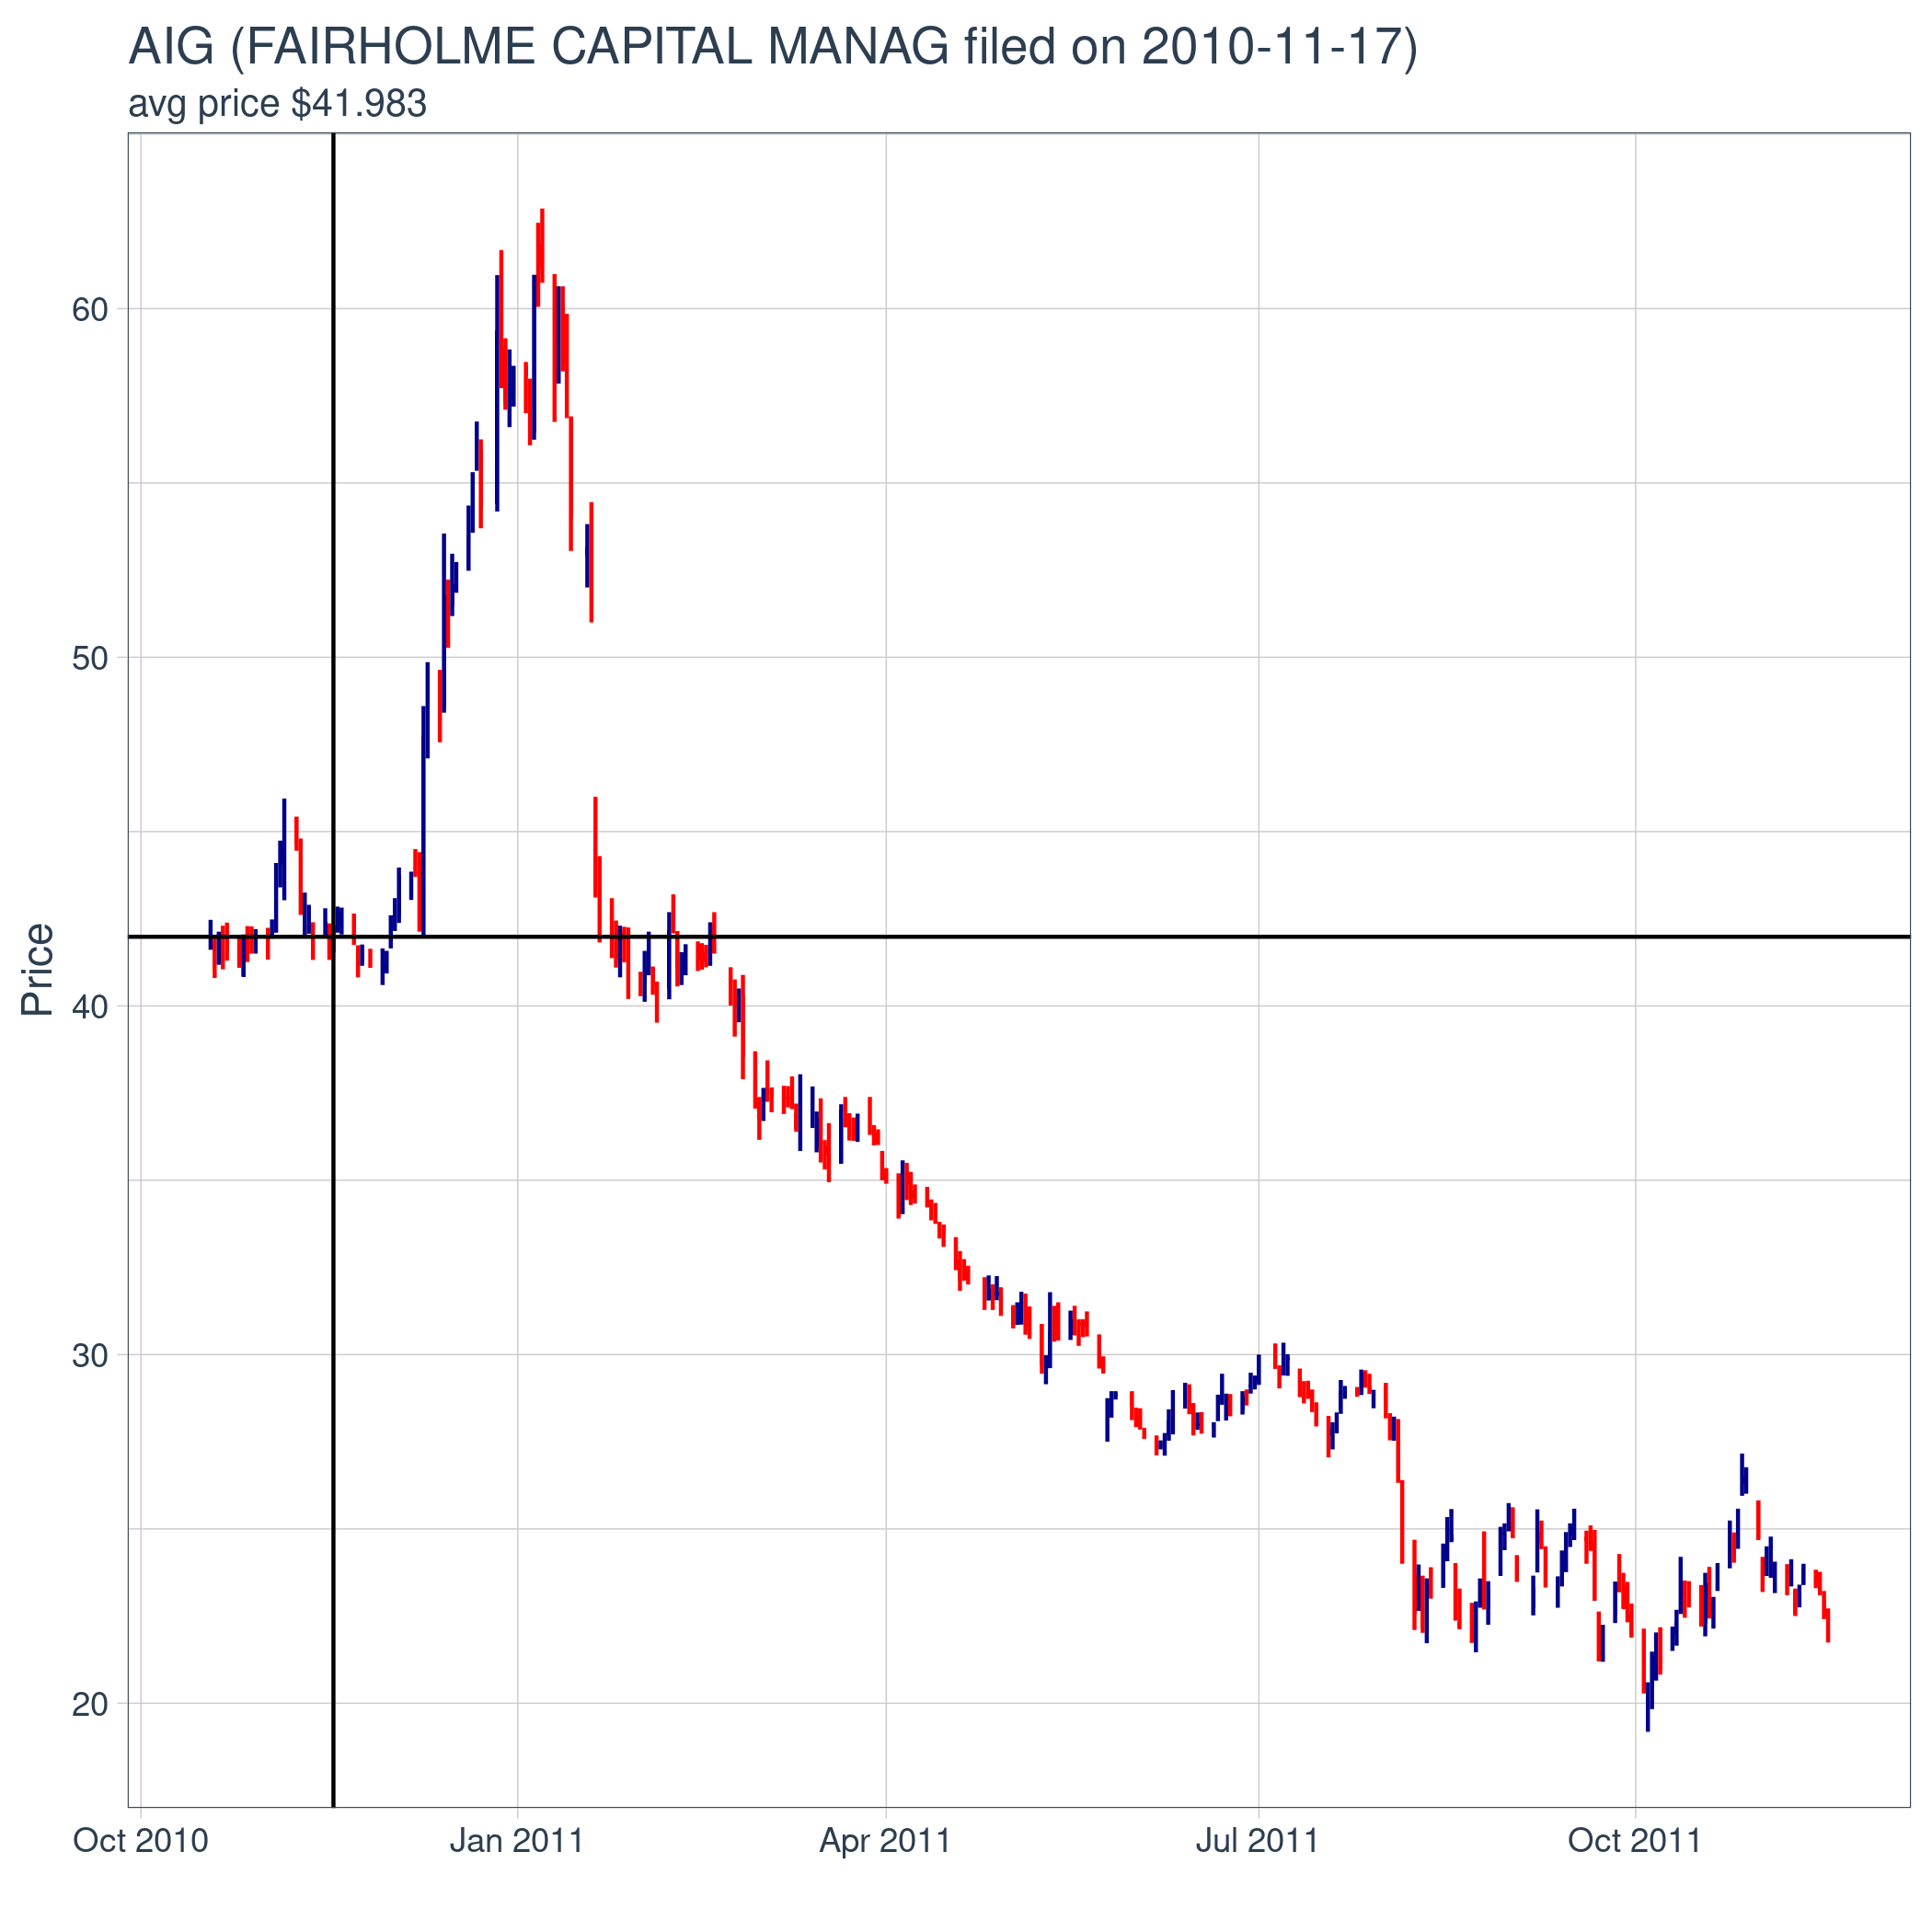 AIG (FAIRHOLME CAPITAL MANAG filed on 2010-11-17)
avg price $41.983
Price
60
50
40
30
20
Oct 2010
Jan 2011
Apr 2011
Jul 2011
Oct 2011